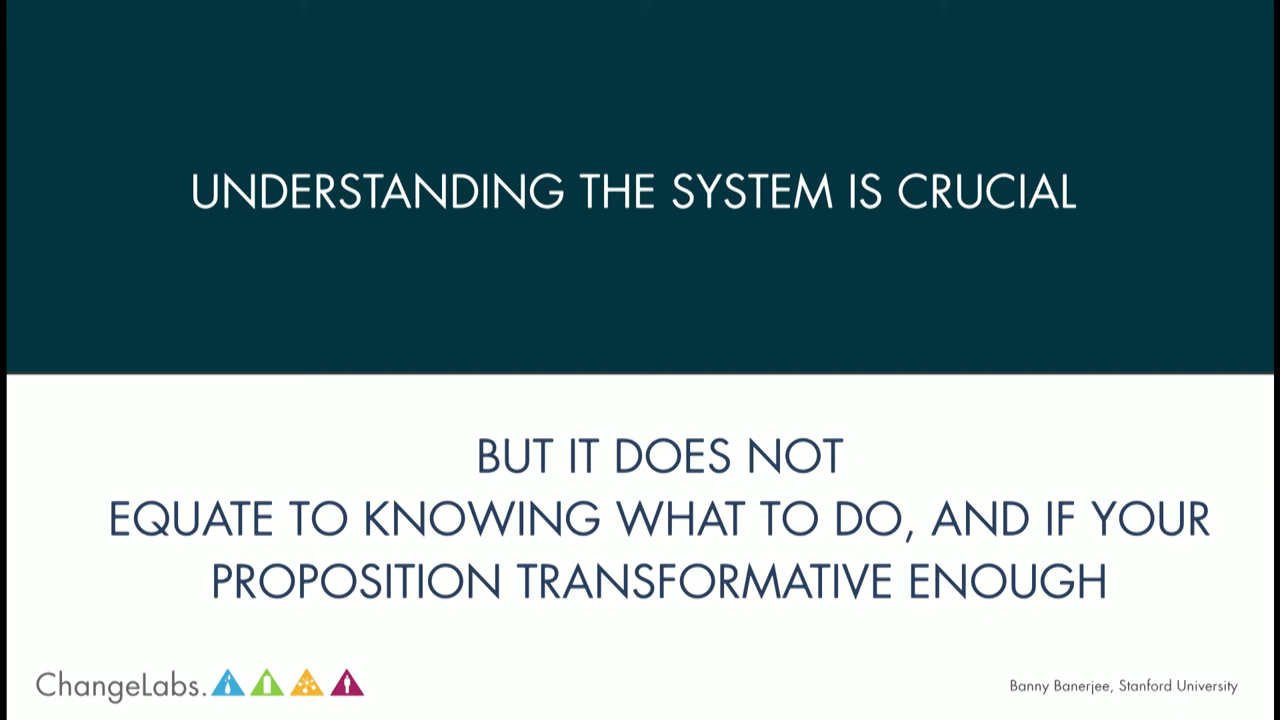 UNDERSTANDING THE SYSTEM IS CRUCIAL
BUT IT DOES NOT
EQUATE TO KNOWING WHAT TO DO, AND IF YOUR
PROPOSITION TRANSFORMATIVE ENOUGH
ChangeLabs.
Banny Banerjee, Stanford University